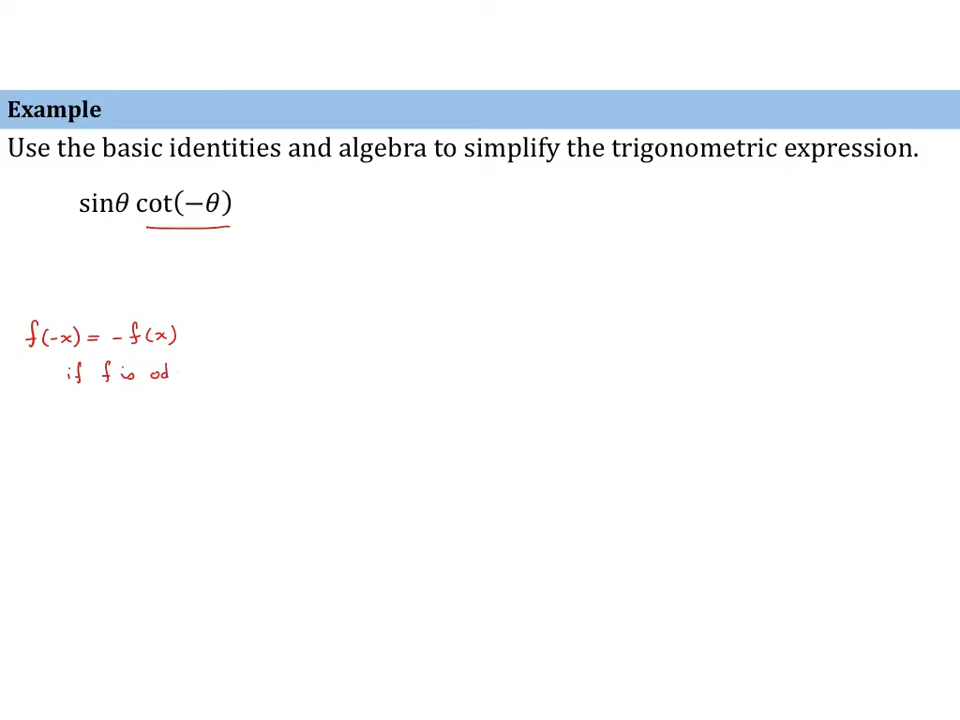 Example
Use the basic identities and algebra to simplify the trigonometric expression.
sin𝜃 cot(−𝜃)
f(-x) = - f(x)
if f is od